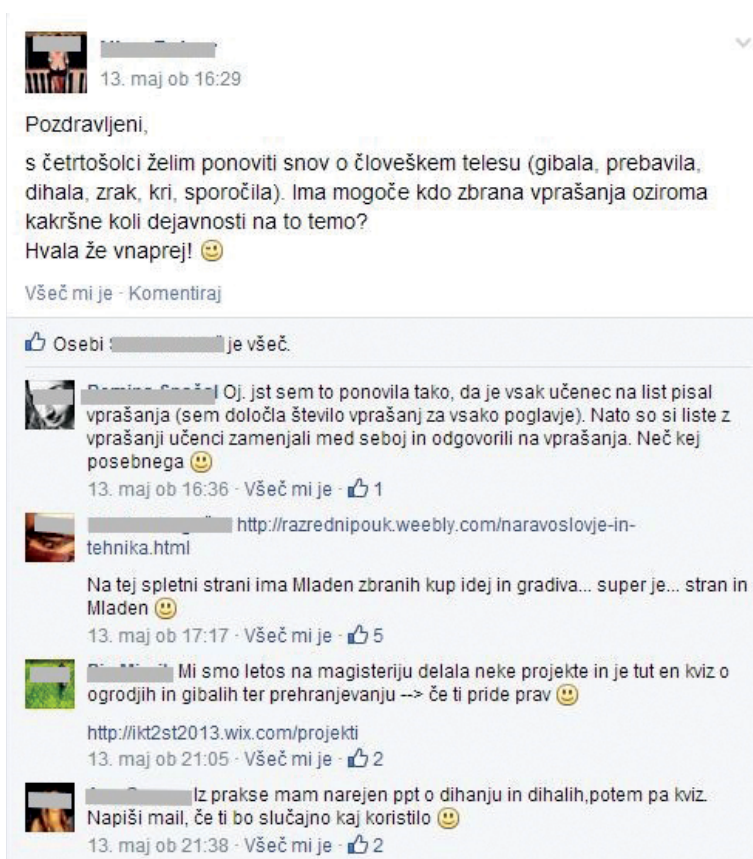 13. maj ob 16:29
Pozdravljeni,
s četrtošolci želim ponoviti snov o človeškem telesu (gibala, prebavila,
dihala, zrak, kri, sporočila). Ima mogoče kdo zbrana vprašanja oziroma
kakršne koli dejavnosti na to temo?
Hvala že vnaprej!
Všeč mi je · Komentiraj
Osebi je všeč.
Oj. jst sem to ponovila tako, da je vsak učenec na list pisal
vprašanja (sem določla število vprašanj za vsako poglavje). Nato so si liste z
vprašanji učenci zamenjali med seboj in odgovorili na vprašanja. Neč kej
posebnega
13. maj ob 16:36 · Všeč mi je · 1
http://razrednipouk.weebly.com/naravoslovje-in-
tehnika.html
Na tej spletni strani ima Mladen zbranih kup idej in gradiva... super je... stran in
Mladen
13. maj ob 17:17 · Všeč mi je · 5
Mi smo letos na magisteriju delala neke projekte in je tut en kviz o
ogrodjih in gibalih ter prehranjevanju --> če ti pride prav
http://ikt2st2013.wix.com/projekti
13. maj ob 21:05 · Všeč mi je · 2
Iz prakse mam narejen ppt o dihanju in dihalih,potem pa kviz.
Napiši mail, če ti bo slučajno kaj koristilo
13. maj ob 21:38 · Všeč mi je · 2